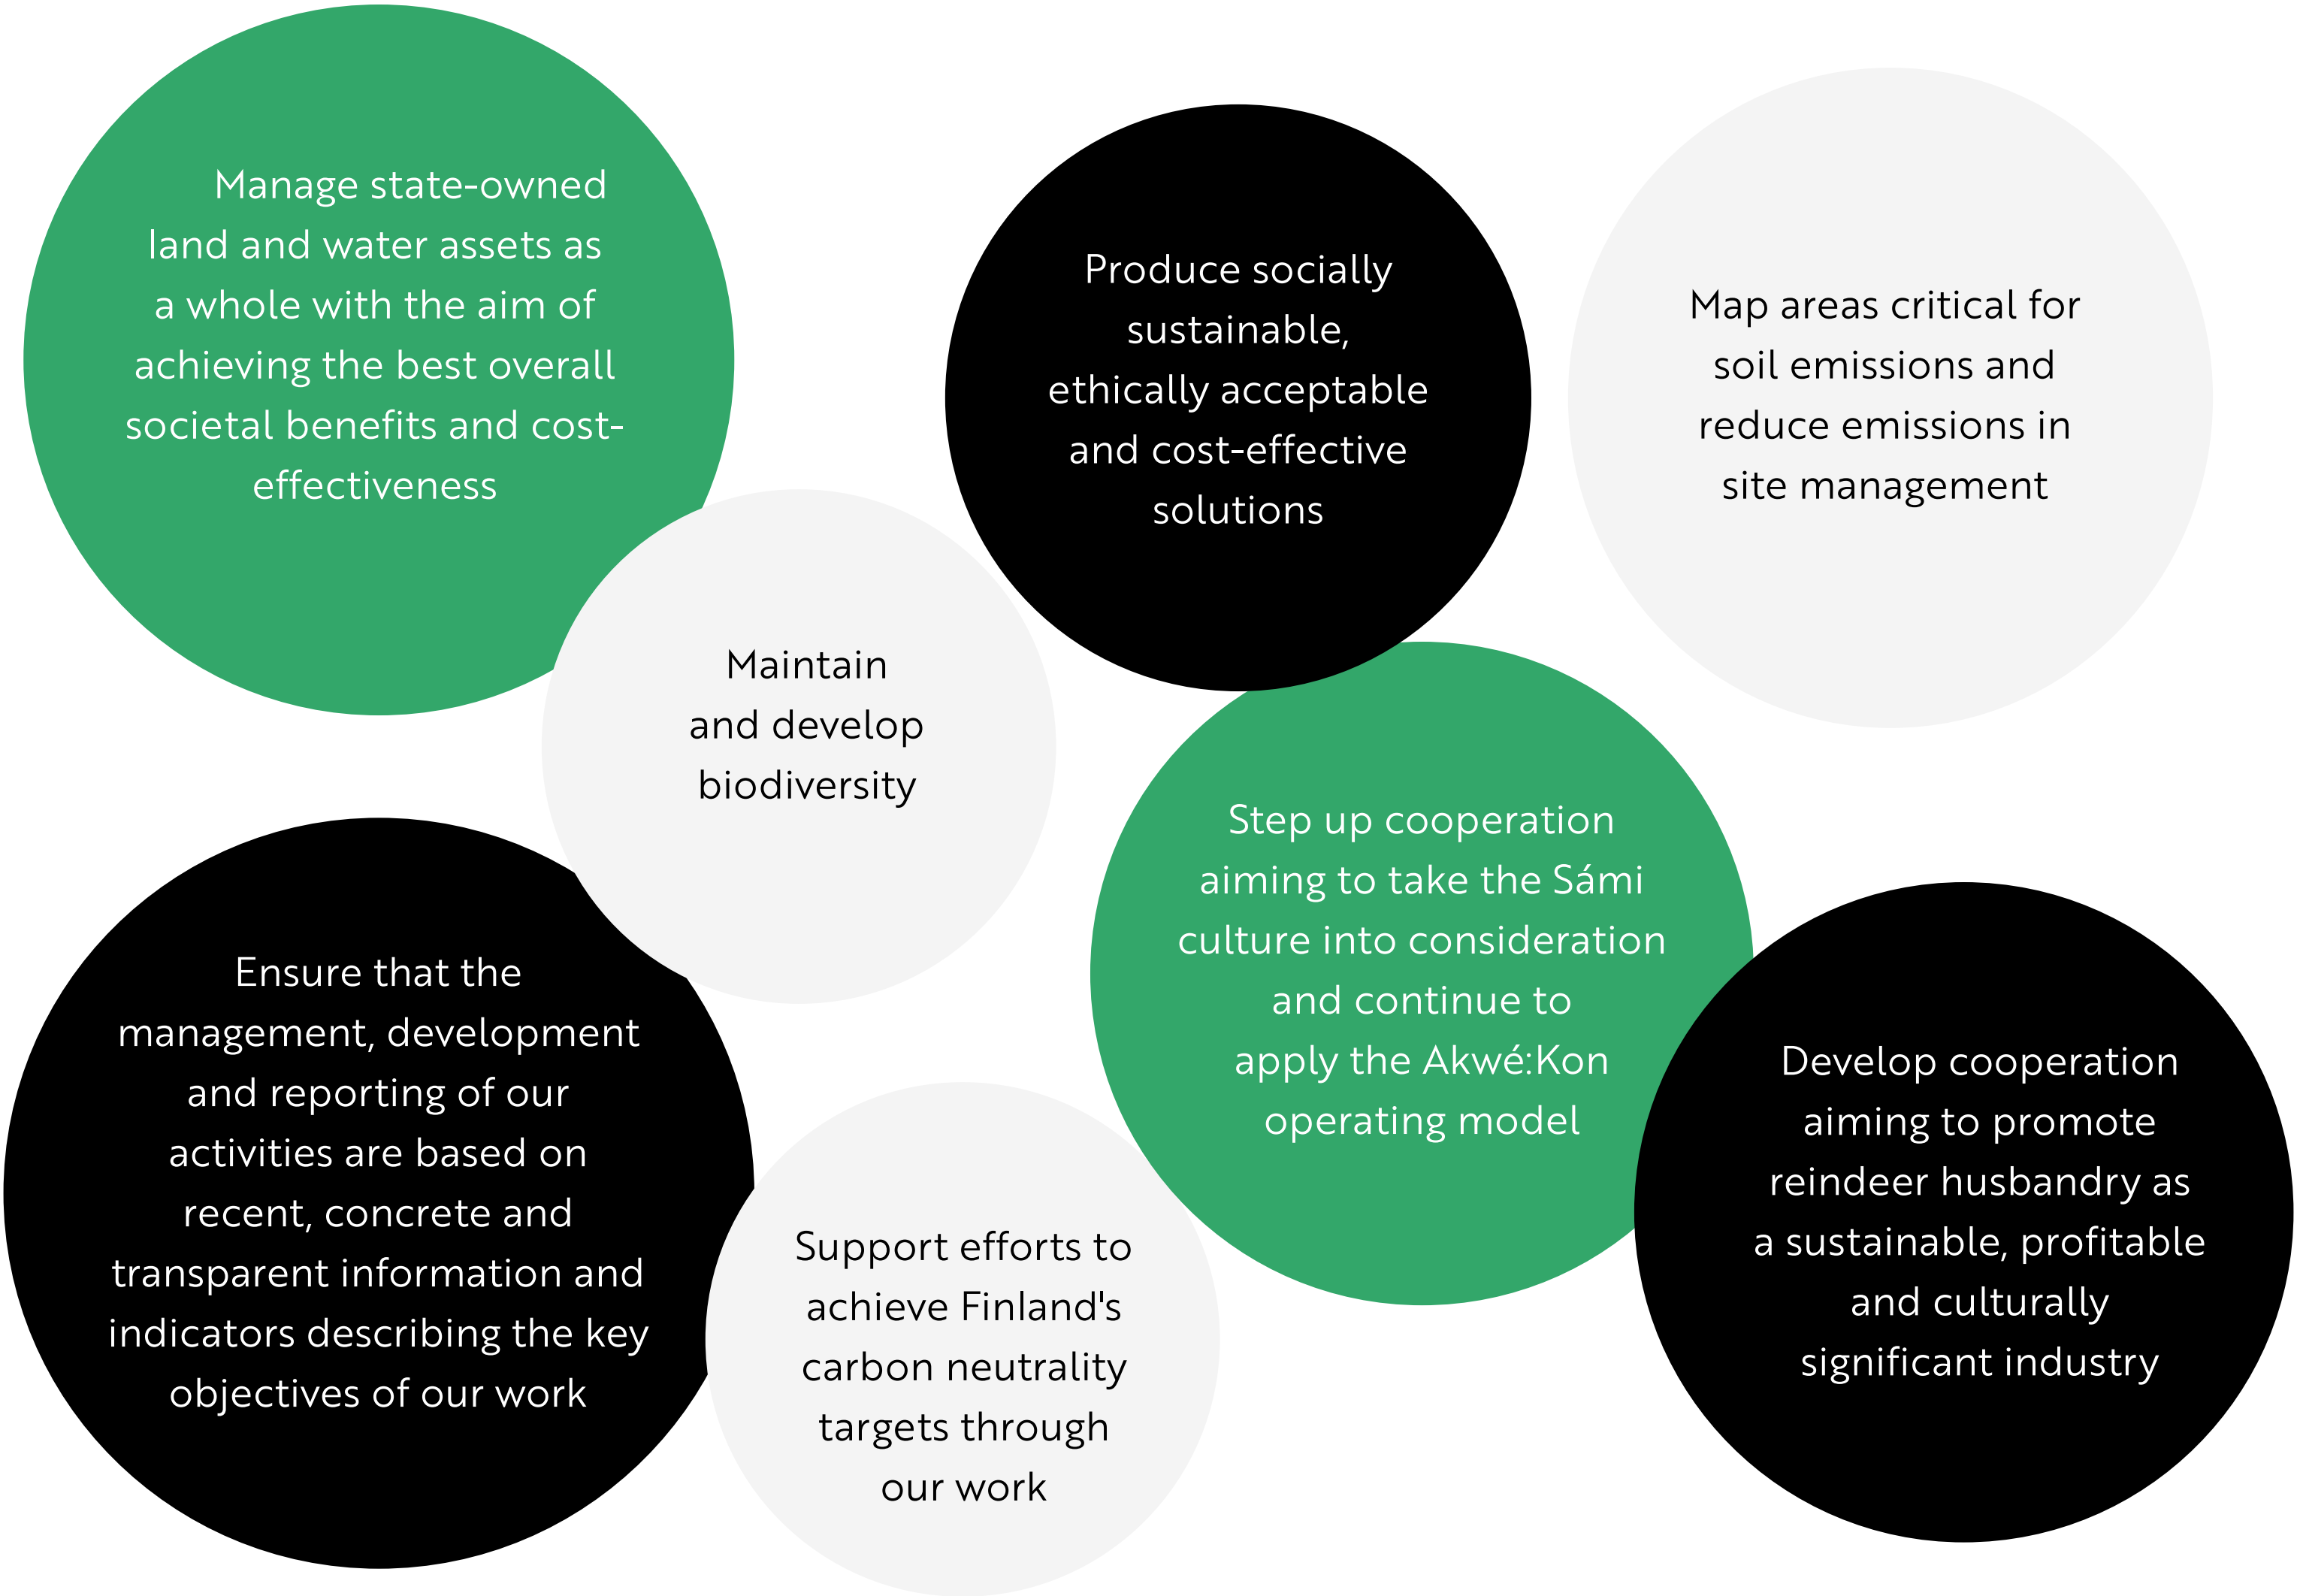 Manage state-owned
land and water assets as
a whole with the aim of
achieving the best overall
societal benefits and cost-
effectiveness
Produce socially
sustainable,
ethically acceptable
and cost-effective
solutions
Map areas critical for
soil emissions and
reduce emissions in
site management
Maintain
and develop
biodiversity
Step up cooperation
aiming to take the Sámi
culture into consideration
and continue to
apply the Akwé:Kon
operating model
Ensure that the
management, development
and reporting of our
activities are based on
recent, concrete and
transparent information and
indicators describing the key
objectives of our work
Support efforts to
achieve Finland's
carbon neutrality
targets through
our work
Develop cooperation
aiming to promote
reindeer husbandry as
a sustainable, profitable
and culturally
significant industry